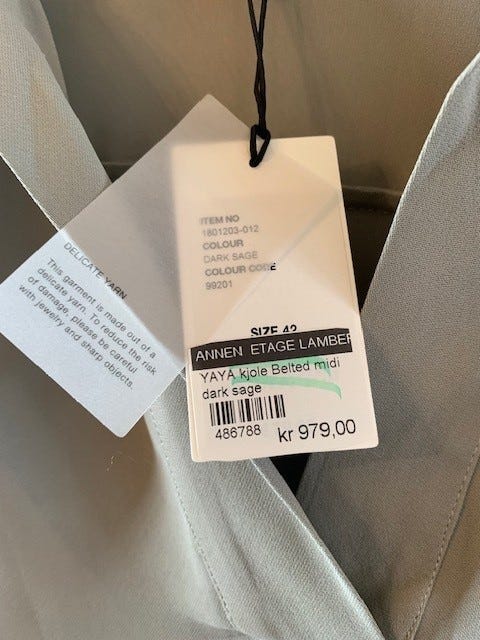 DELICATE YARN
This garment is made out of a
delicate yarn. To reduce the risk
of damage, please be careful
with jewelry and sharp objects.
ITEM NO
1801203-012
COLOUR
DARK SAGE
COLOUR CODE
99201
SIZE 42
ANNEN ETAGE LAMBER
YAYA kjole Belted midi
dark sage
486788
kr 979,00